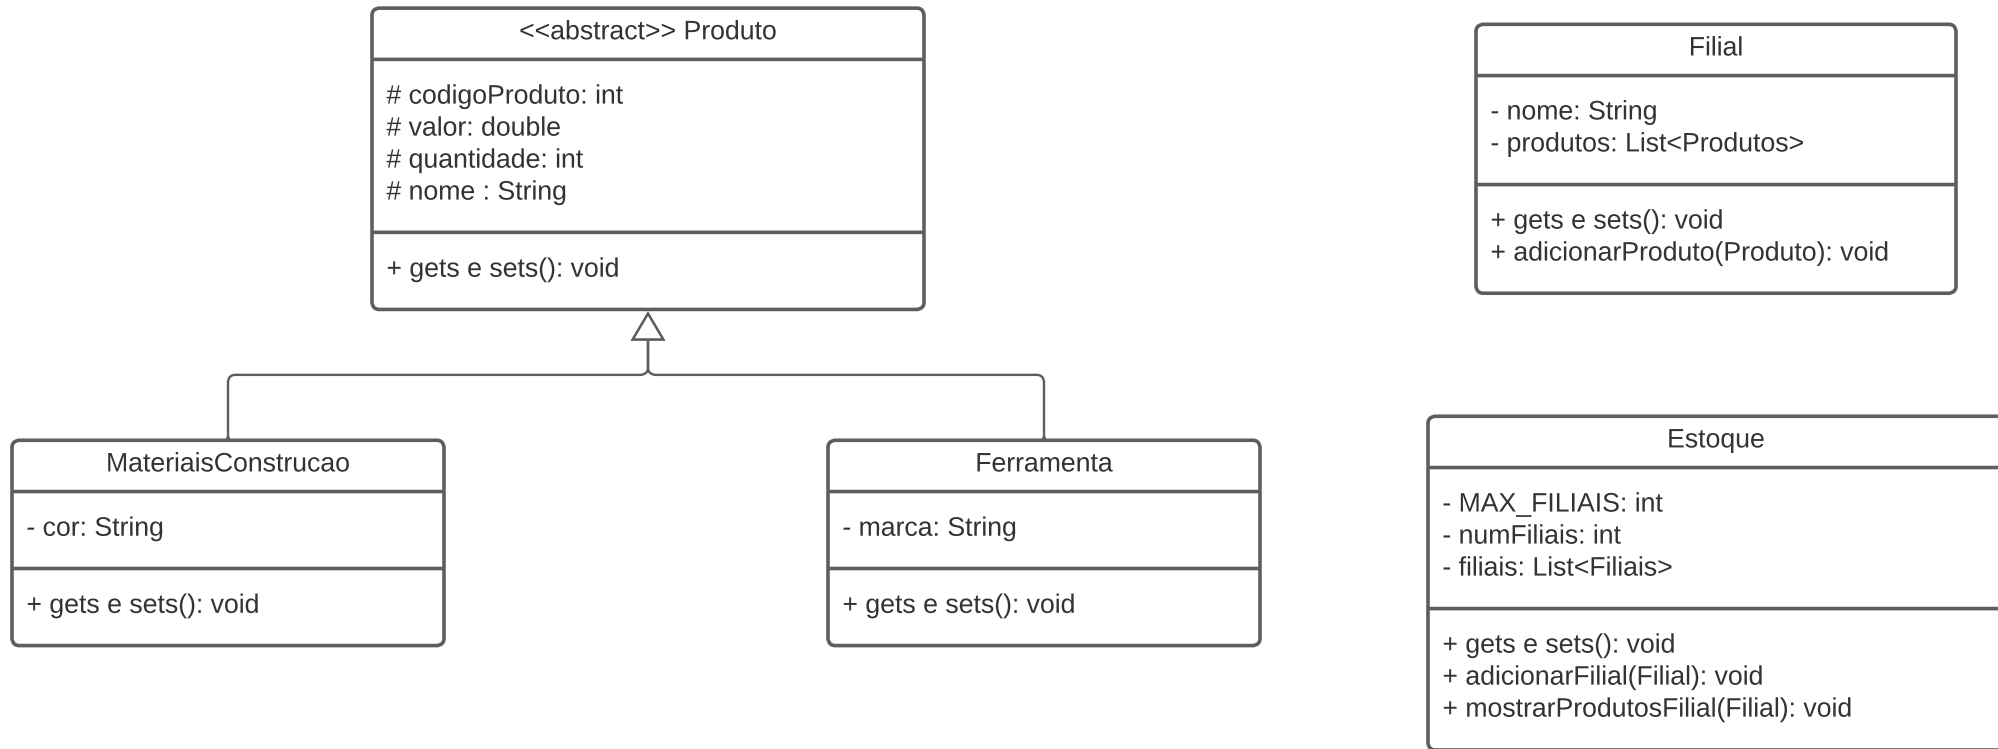 <<abstract>> Produto
# codigoProduto: int
# valor: double
# quantidade: int
# nome : String
+ gets e sets(): void
Filial
- nome: String
- produtos: List<Produtos>
+ gets e sets(): void
+ adicionarProduto(Produto): void
MateriaisConstrucao
- cor: String
+ gets e sets(): void
Ferramenta
- marca: String
+ gets e sets(): void
Estoque
- MAX_FILIAIS: int
- numFiliais: int
- filiais: List<Filiais>
+ gets e sets(): void
+ adicionarFilial(Filial): void
+ mostrarProdutosFilial(Filial): void